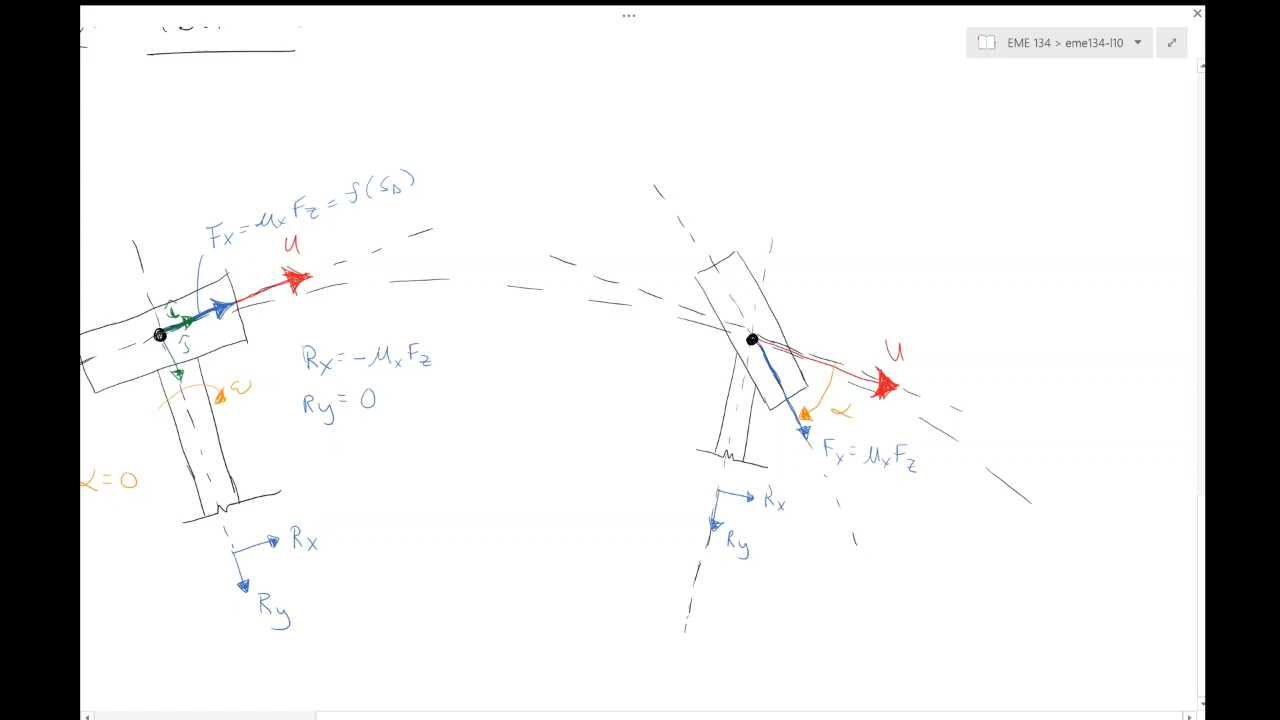 EME 134 > eme134-l10
Fx = μx Fz = f(SΔ)
u
î
ĵ
ω
Rx = -μx Fz
Ry = 0
α = 0
Rx
Ry
u
α
Fx = μx Fz
Rx
Ry